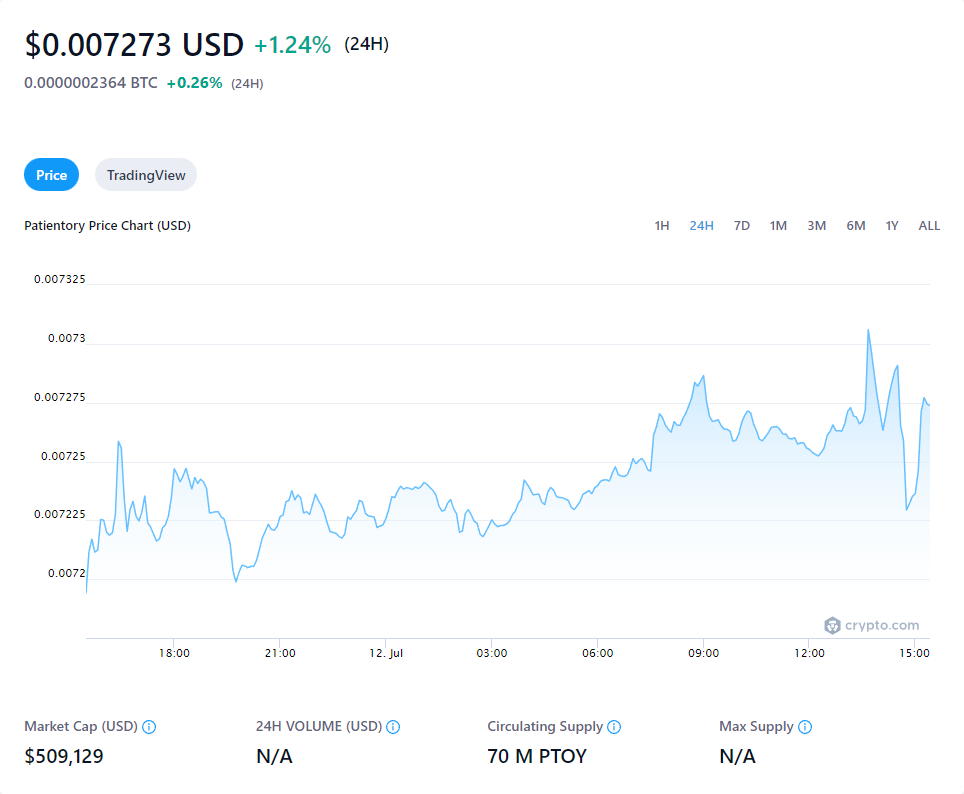 $0.007273 USD +1.24% (24H)
0.0000002364 BTC +0.26% (24H)
Price TradingView
Patientory Price Chart (USD) 1H 24H 7D 1M 3M 6M 1Y ALL
0.007325
0.0073
0.007275
0.00725
0.007225
0.0072
crypto.com
18:00 21:00 12. Jul 03:00 06:00 09:00 12:00 15:00
Market Cap (USD) 24H VOLUME (USD) Circulating Supply Max Supply
$509,129 N/A 70 M PTOY N/A